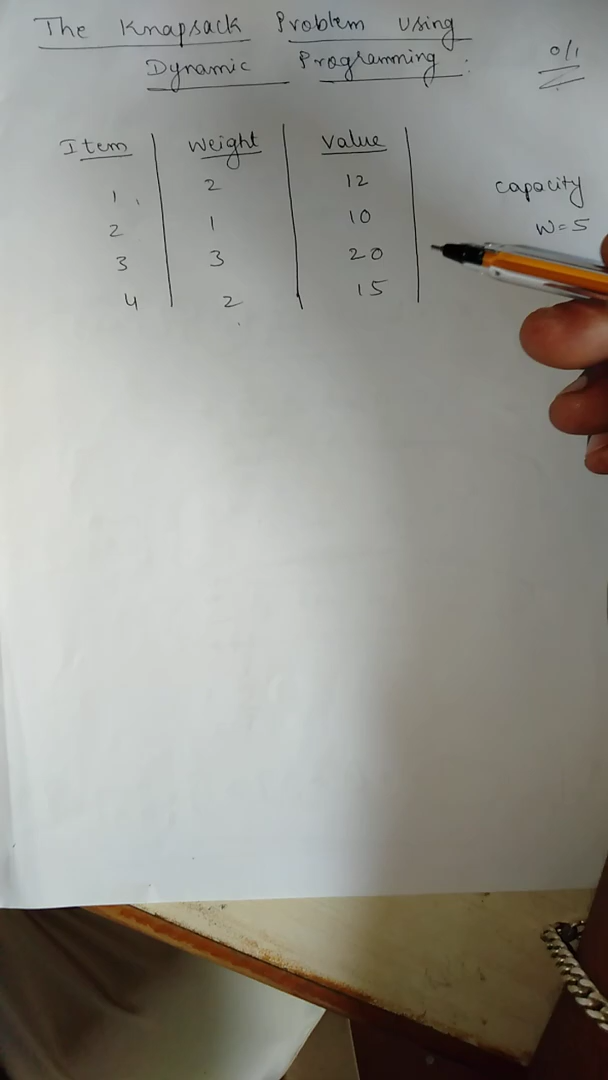 The Knapsack Problem using
Dynamic Programming :
0/1
Item Weight Value
1 2 12
2 1 10
3 3 20
4 2 15
capacity
W=5